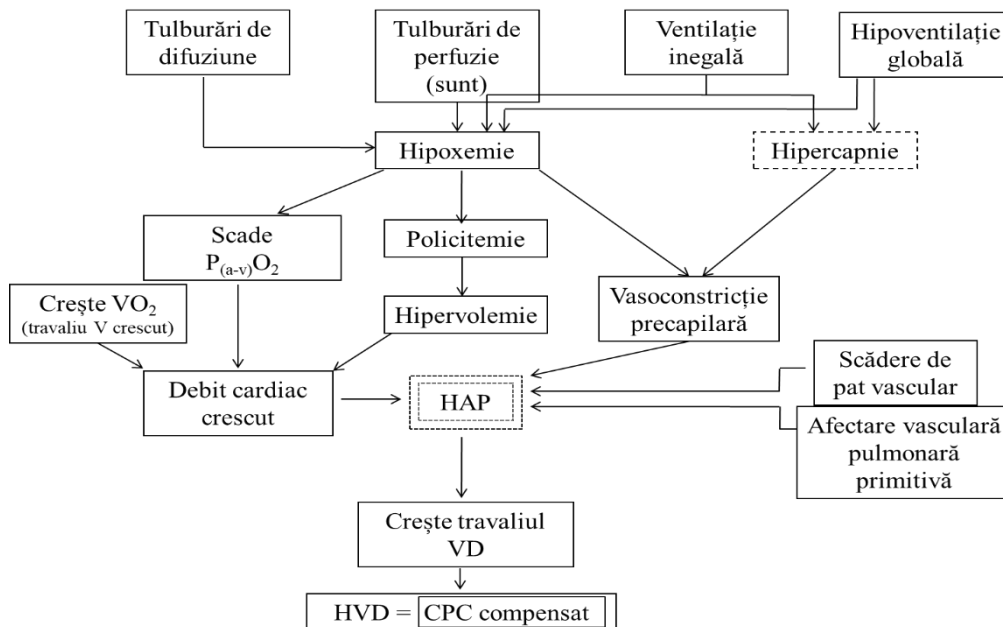 Tulburări de
difuziune
Tulburări de
perfuzie
(sunt)
Ventilație
inegală
Hipoventilație
globală
Hipoxemie
Hipercapnie
Scade
P(a-v)O2
Policitemie
Crește VO2
(travaliu V crescut)
Hipervolemie
Vasoconstricție
precapilară
Debit cardiac
crescut
HAP
Scădere de
pat vascular
Afectare vasculară
pulmonară
primitivă
Crește travaliul
VD
HVD = CPC compensat